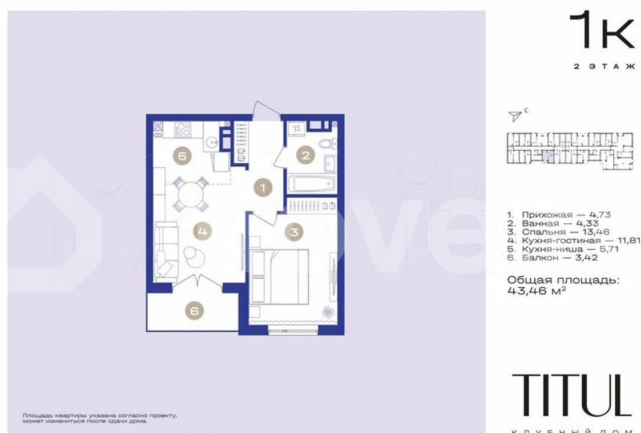 1К
2 ЭТАЖ
С
1. Прихожая – 4,73
2. Ванная – 4,33
3. Спальня – 13,46
4. Кухня-гостиная – 11,81
5. Кухня-ниша – 5,71
6. Балкон – 3,42
Общая площадь:
43,46 м²
5
2
1
4
3
6
Площадь квартиры указана согласно проекту,
может измениться после сдачи дома.
TITUL
КЛУБНЫЙ ДОМ